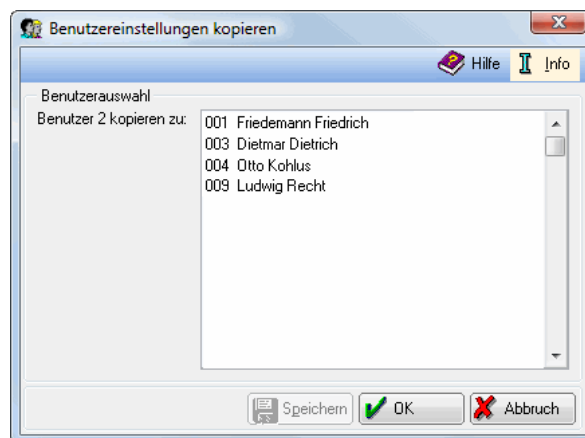 Benutzereinstellungen kopieren
Hilfe Info
Benutzerauswahl
Benutzer 2 kopieren zu:
001 Friedemann Friedrich
003 Dietmar Dietrich
004 Otto Kohlus
009 Ludwig Recht
Speichern OK Abbruch